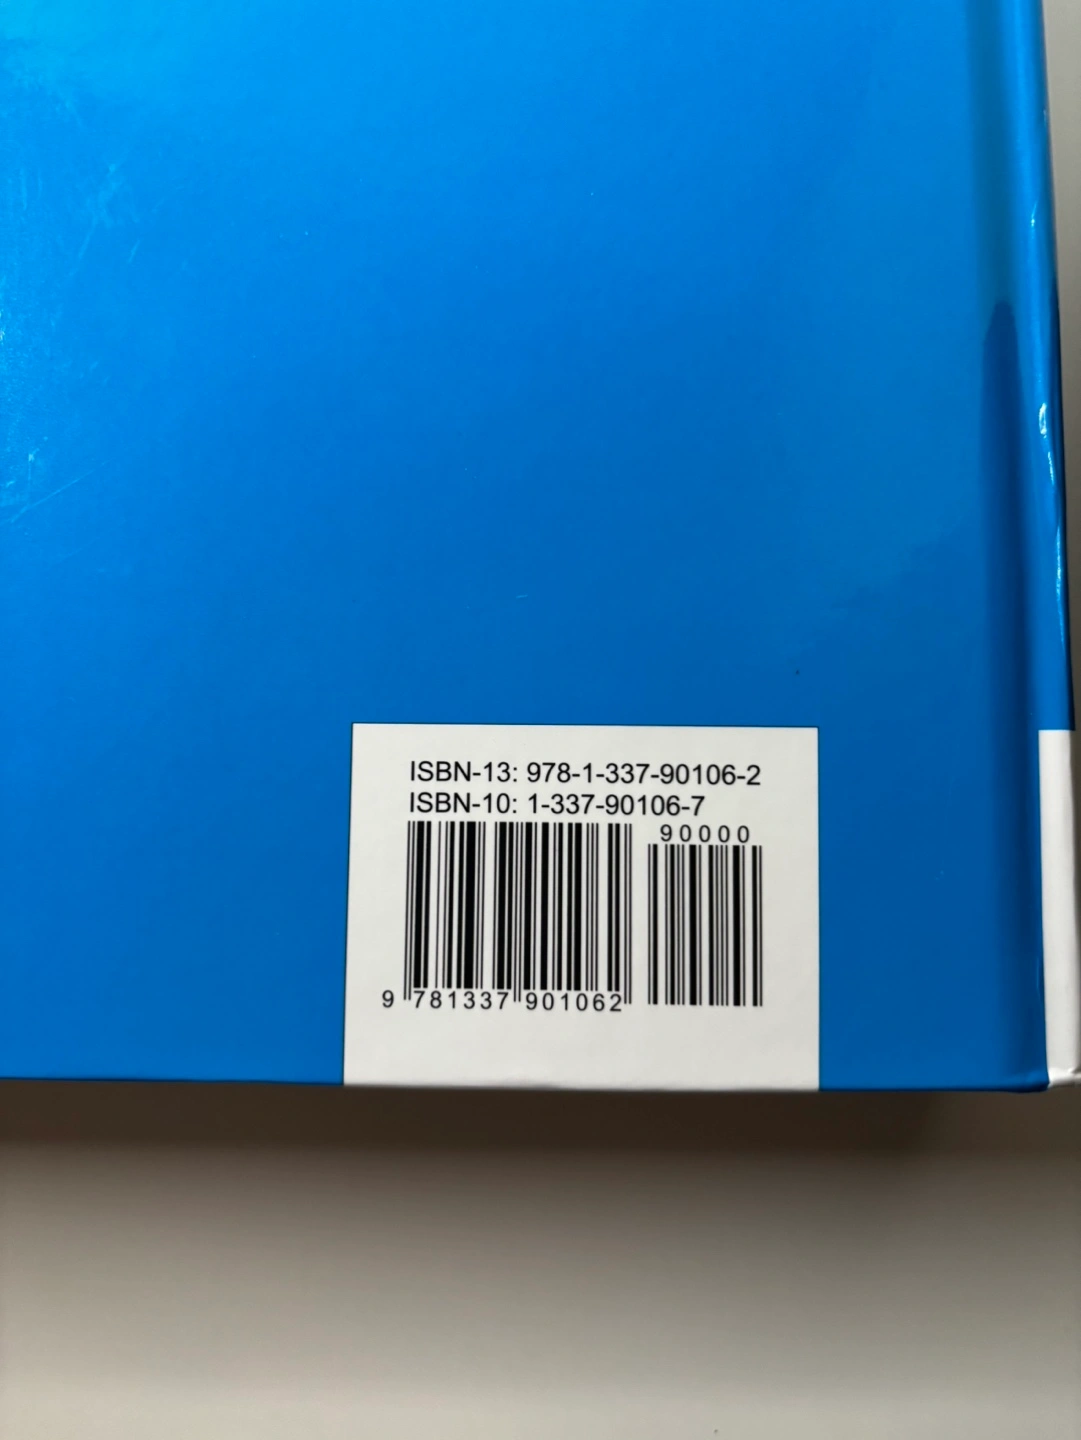 ISBN-13: 978-1-337-90106-2
ISBN-10: 1-337-90106-7
90000
9 781337 901062